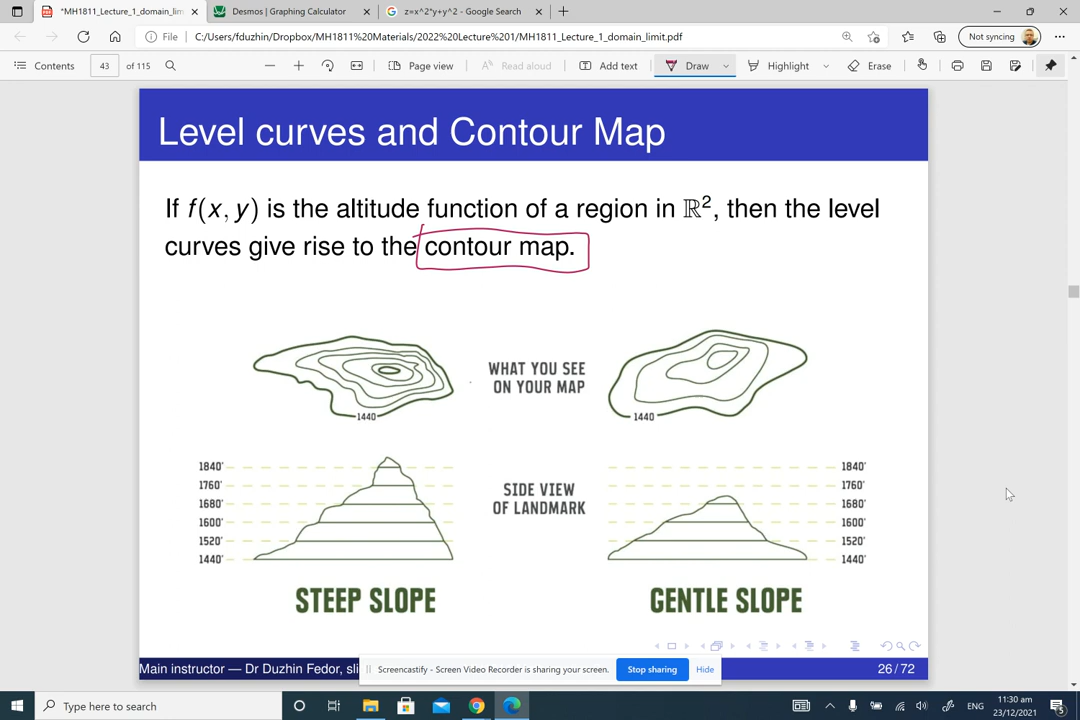 *MH1811_Lecture_1_domain_limit
Desmos | Graphing Calculator
z=x^2*y+y^2 - Google Search
File
C:/Users/fduzhin/Dropbox/MH1811%20Materials/2022%20Lecture%201/MH1811_Lecture_1_domain_limit.pdf
Not syncing
Contents
43 of 115
Page view
Read aloud
Add text
Draw
Highlight
Erase
Level curves and Contour Map
If f(x, y) is the altitude function of a region in ℝ², then the level
curves give rise to the contour map.
WHAT YOU SEE
ON YOUR MAP
1440
1440
SIDE VIEW
OF LANDMARK
1840'
1760'
1680'
1600'
1520'
1440'
1840'
1760'
1680'
1600'
1520'
1440'
STEEP SLOPE
GENTLE SLOPE
Main instructor — Dr Duzhin Fedor, sli
26 / 72
Screencastify - Screen Video Recorder is sharing your screen.
Stop sharing
Hide
Type here to search
ENG
11:30 am
23/12/2021
5